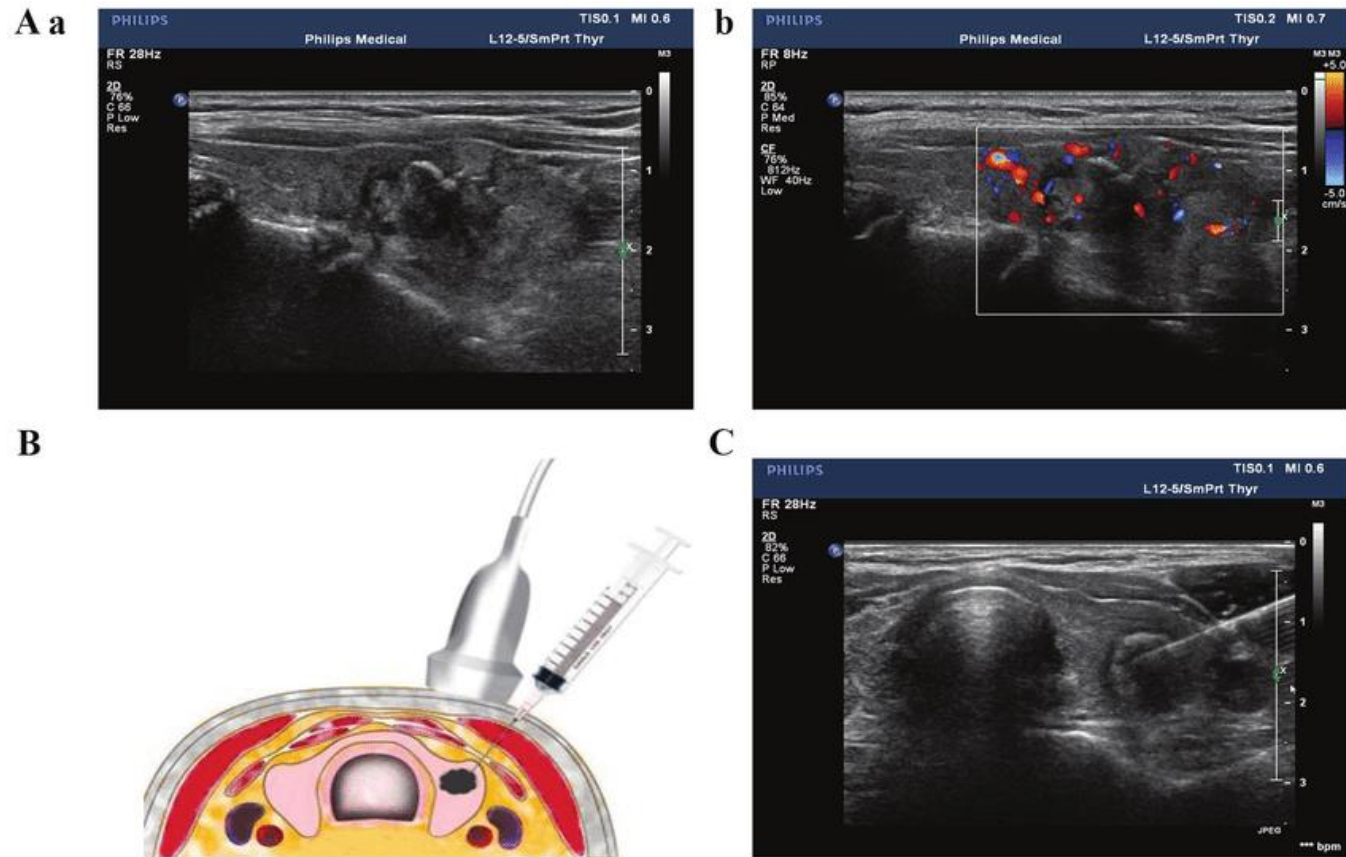 A a
PHILIPS
TIS0.1 MI 0.6
Philips Medical
L12-5/SmPrt Thyr
FR 28Hz
RS
2D
76%
C 66
P Low
Res
M3
P
0
1
X
2
3
b
PHILIPS
TIS0.2 MI 0.7
Philips Medical
L12-5/SmPrt Thyr
FR 8Hz
RP
2D
85%
C 64
P Med
Res
CF
76%
812Hz
WF 40Hz
Low
M3 M3
+5.0
-5.0
cm/s
P
0
1
X
2
3
B
C
PHILIPS
TIS0.1 MI 0.6
L12-5/SmPrt Thyr
FR 28Hz
RS
2D
82%
C 66
P Low
Res
M3
P
0
1
X
2
3
JPEG
*** bpm